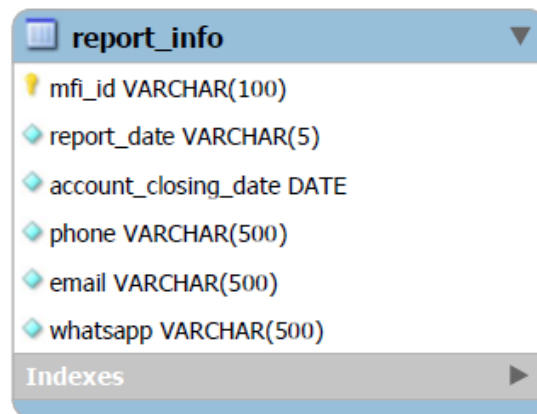 report_info
mfi_id VARCHAR(100)
report_date VARCHAR(5)
account_closing_date DATE
phone VARCHAR(500)
email VARCHAR(500)
whatsapp VARCHAR(500)
Indexes